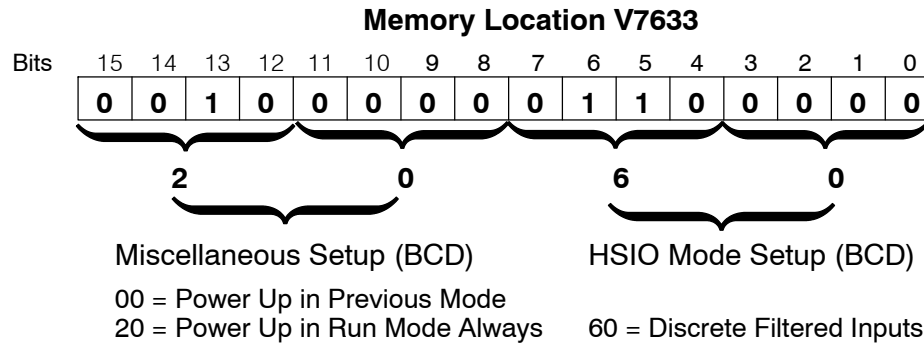 Memory Location V7633
Bits 15 14 13 12 11 10 9 8 7 6 5 4 3 2 1 0
0 0 1 0 0 0 0 0 0 1 1 0 0 0 0 0
2 0 6 0
Miscellaneous Setup (BCD) HSIO Mode Setup (BCD)
00 = Power Up in Previous Mode
20 = Power Up in Run Mode Always 60 = Discrete Filtered Inputs